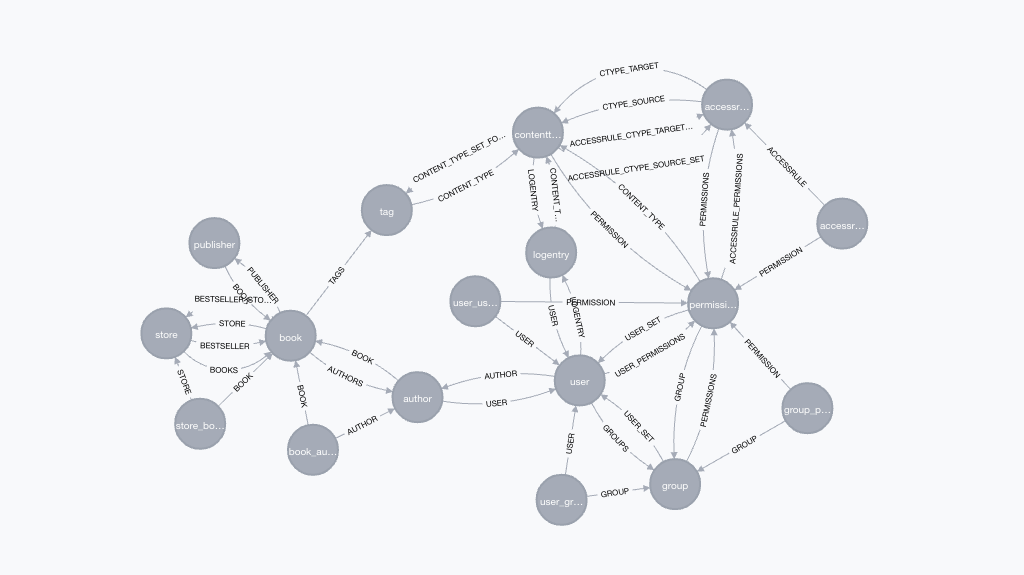 CTYPE_TARGET
accessr...
CTYPE_SOURCE
contentt...
ACCESSRULE_CTYPE_TARGET...
CONTENT_TYPE_SET_FO...
ACCESSRULE_CTYPE_SOURCE_SET
ACCESSRULE
CONTENT_TYPE
LOGENTRY
CONTENT_T...
CONTENT_TYPE
PERMISSIONS
ACCESSRULE_PERMISSIONS
tag
accessr...
PERMISSION
publisher
logentry
PERMISSION
TAGS
PUBLISHER
BOOK
BESTSELLER_STO...
user_us...
PERMISSION
permissi...
LOGENTRY
USER
store
STORE
book
BESTSELLER
USER
USER_SET
BOOK
USER_PERMISSIONS
PERMISSION
BOOKS
AUTHORS
AUTHOR
user
STORE
BOOK
BOOK
author
USER
GROUP
PERMISSIONS
group_p...
store_bo...
AUTHOR
USER_SET
GROUPS
book_au...
USER
GROUP
group
GROUP
user_gr...